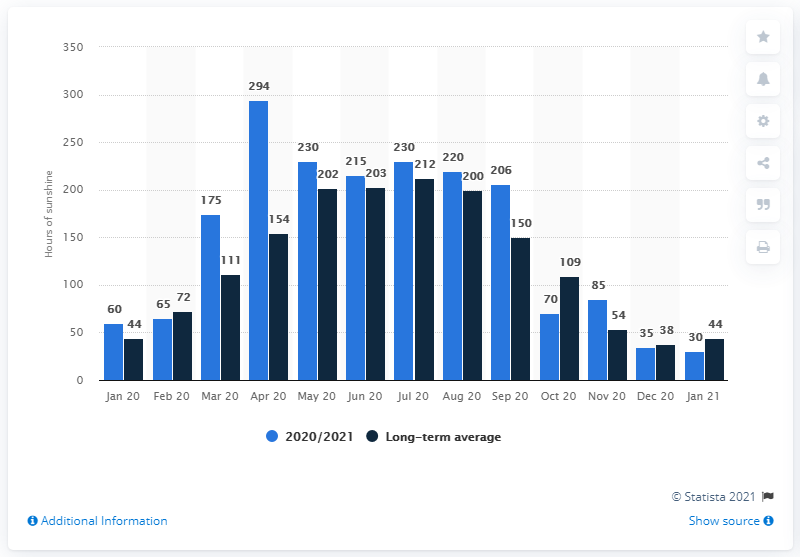 350
300
250
200
150
100
50
0
Hours of sunshine
60 44 65 72 175 111 294 154 230 202 215 203 230 212 220 200 206 150 70 109 85 54 35 38 30 44
Jan 20 Feb 20 Mar 20 Apr 20 May 20 Jun 20 Jul 20 Aug 20 Sep 20 Oct 20 Nov 20 Dec 20 Jan 21
2020/2021 Long-term average
© Statista 2021
Additional Information Show source